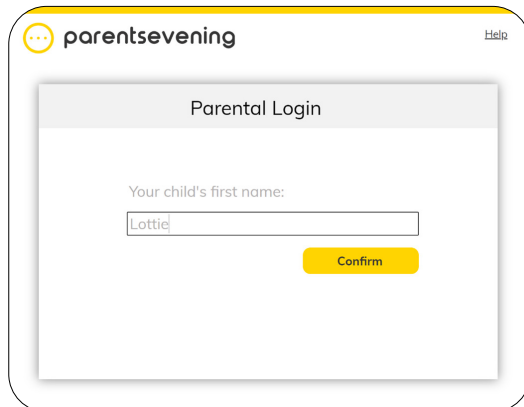 parentsevening
Help
Parental Login
Your child's first name:
Lottie
Confirm